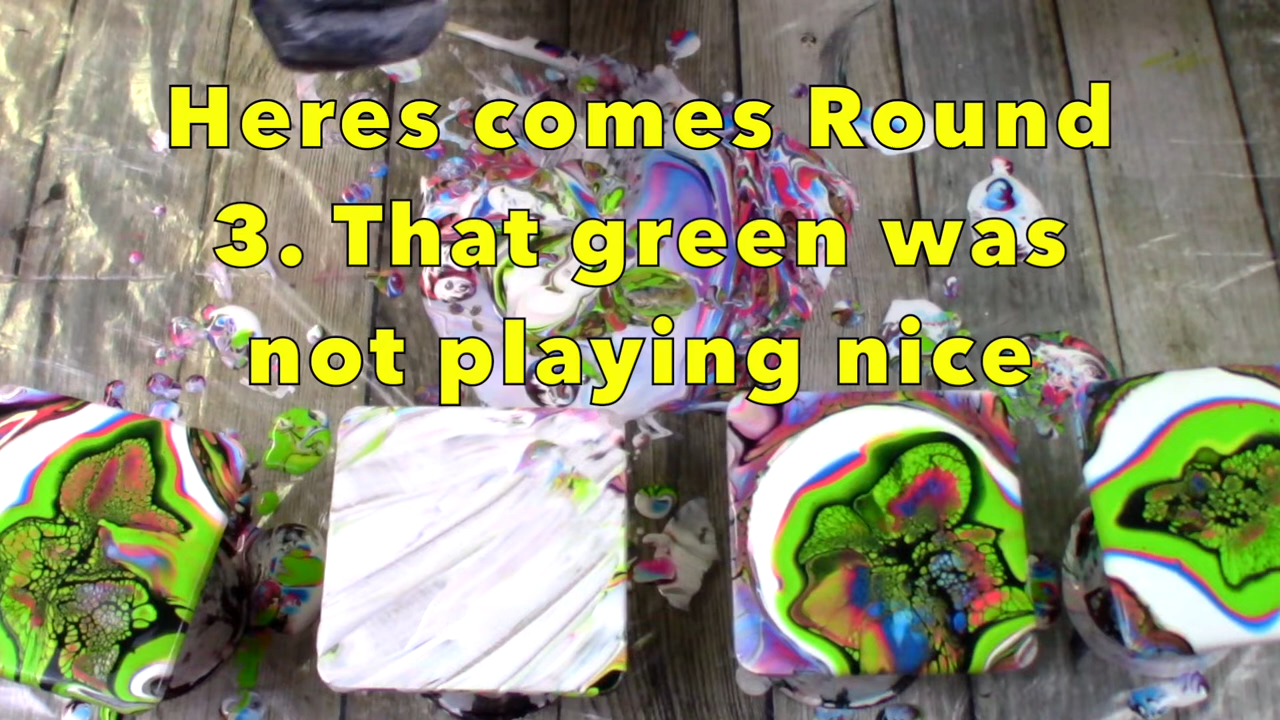 Heres comes Round
3. That green was
not playing nice